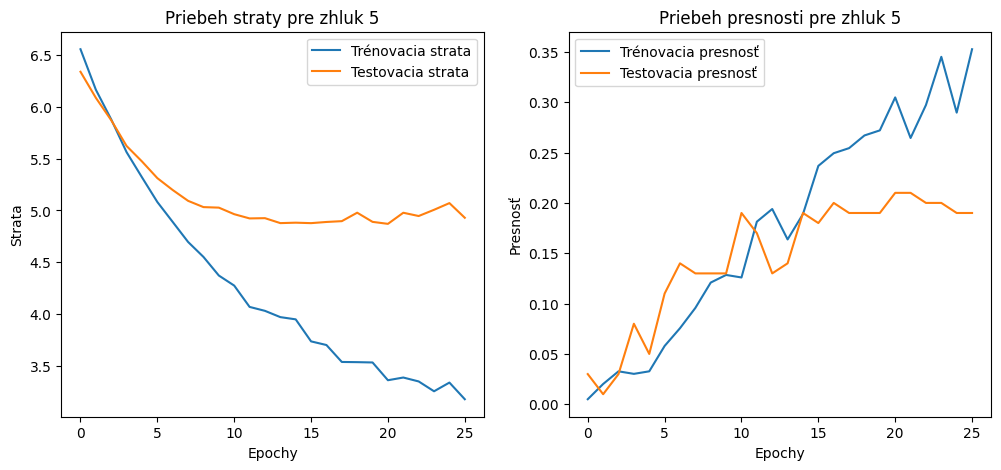 Priebeh straty pre zhluk 5
Trénovacia strata
Testovacia strata
6.5
6.0
5.5
5.0
4.5
4.0
3.5
Strata
0
5
10
15
20
25
Epochy
Priebeh presnosti pre zhluk 5
Trénovacia presnosť
Testovacia presnosť
0.35
0.30
0.25
0.20
0.15
0.10
0.05
0.00
Presnosť
0
5
10
15
20
25
Epochy